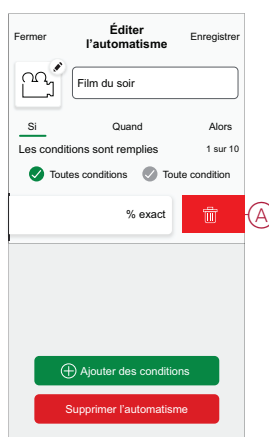 Fermer
Éditer
l'automatisme
Enregistrer
Film du soir
Si
Quand
Alors
Les conditions sont remplies
1 sur 10
Toutes conditions
Toute condition
% exact
A
Ajouter des conditions
Supprimer l'automatisme